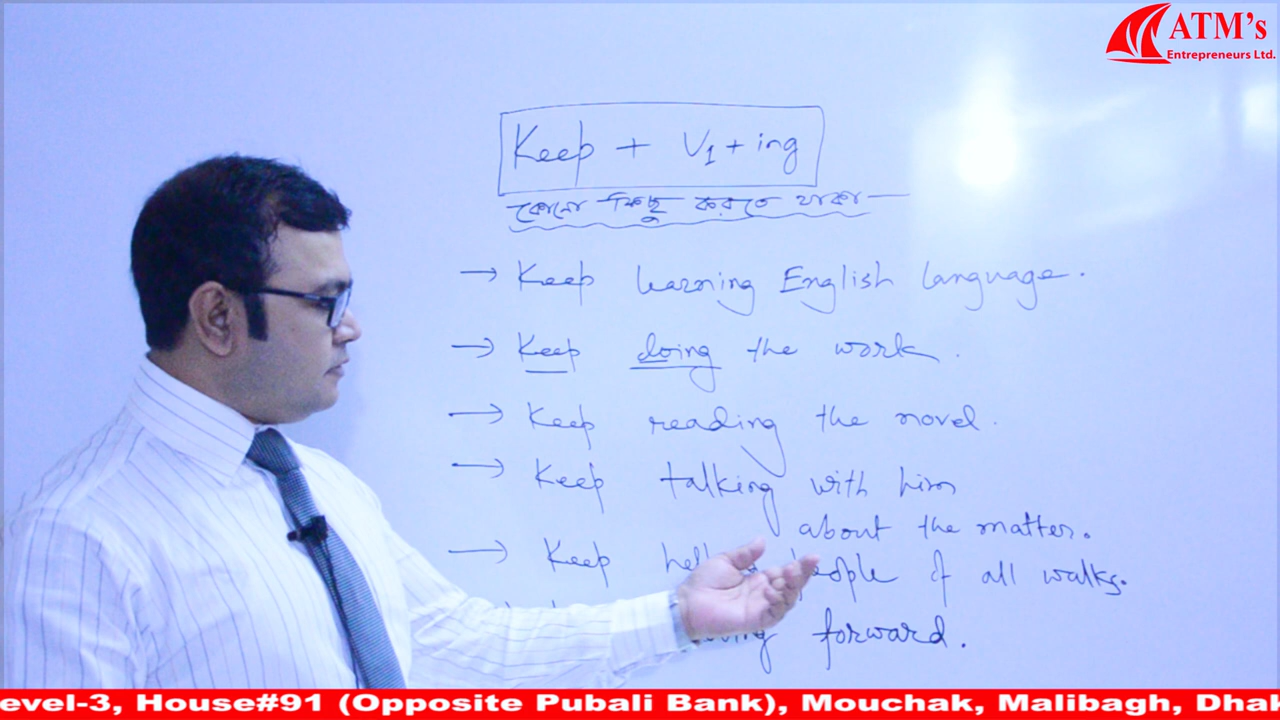 ATM's
Entrepreneurs Ltd.
Keep + V1 + ing
কোনো কিছু করতে থাকা
→ Keep learning English language.
→ Keep doing the work.
→ Keep reading the novel.
→ Keep talking with him
about the matter.
→ Keep people of all walks.
forward.
evel-3, House#91 (Opposite Pubali Bank), Mouchak, Malibagh, Dhak